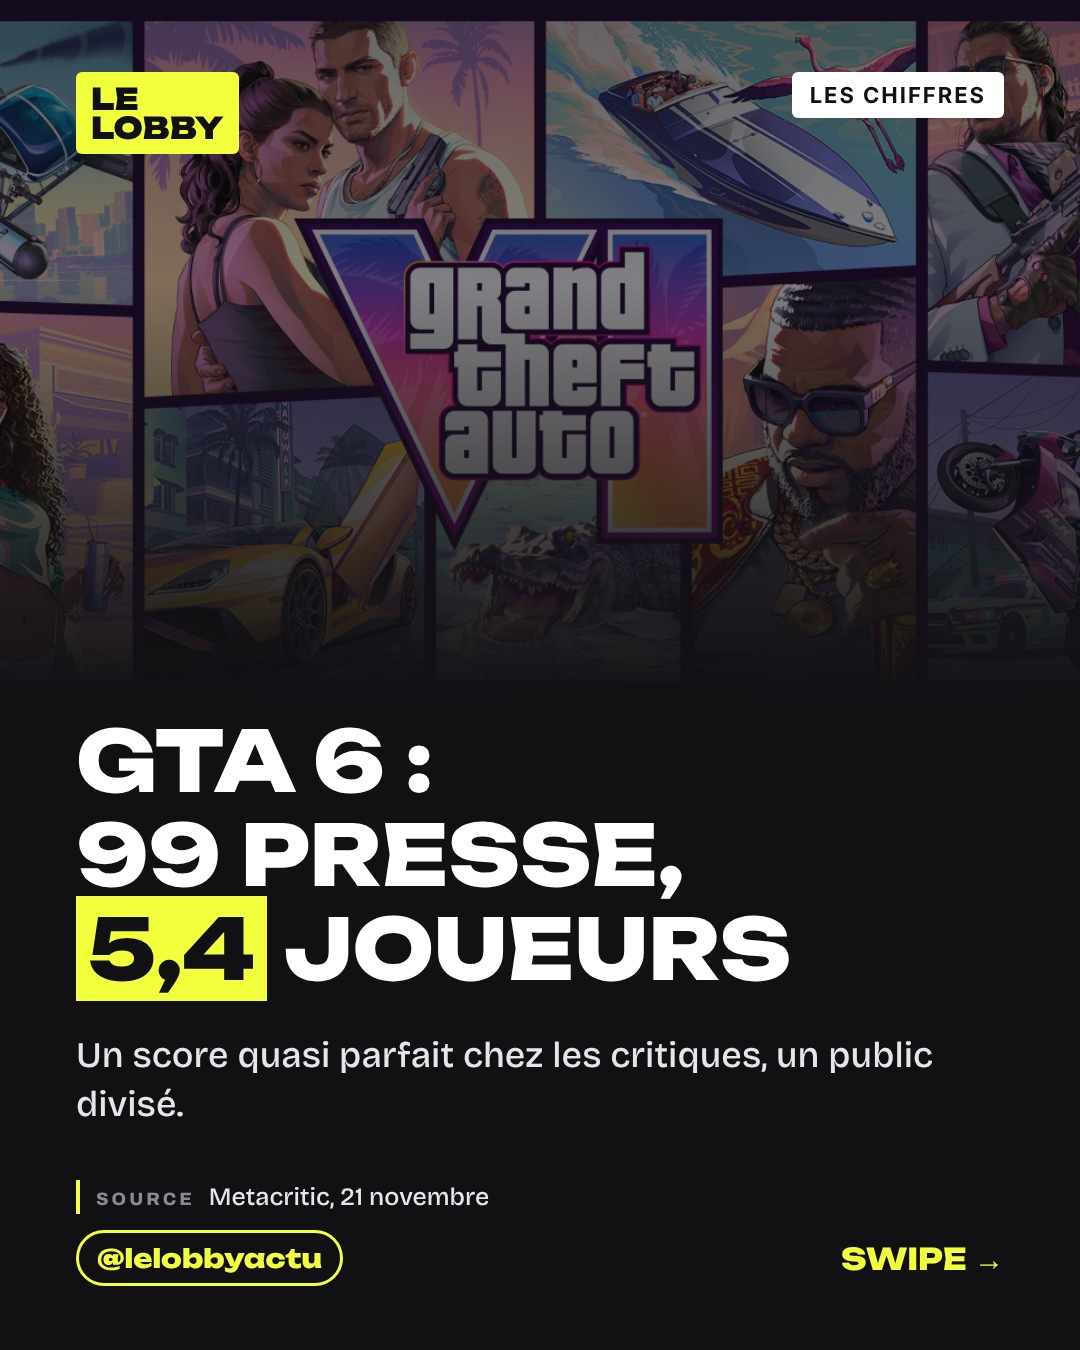 LE
LOBBY
LES CHIFFRES
grand
theft
auto
VI
GTA 6 :
99 PRESSE,
5,4 JOUEURS
Un score quasi parfait chez les critiques, un public
divisé.
SOURCE Metacritic, 21 novembre
@lelobbyactu
SWIPE →